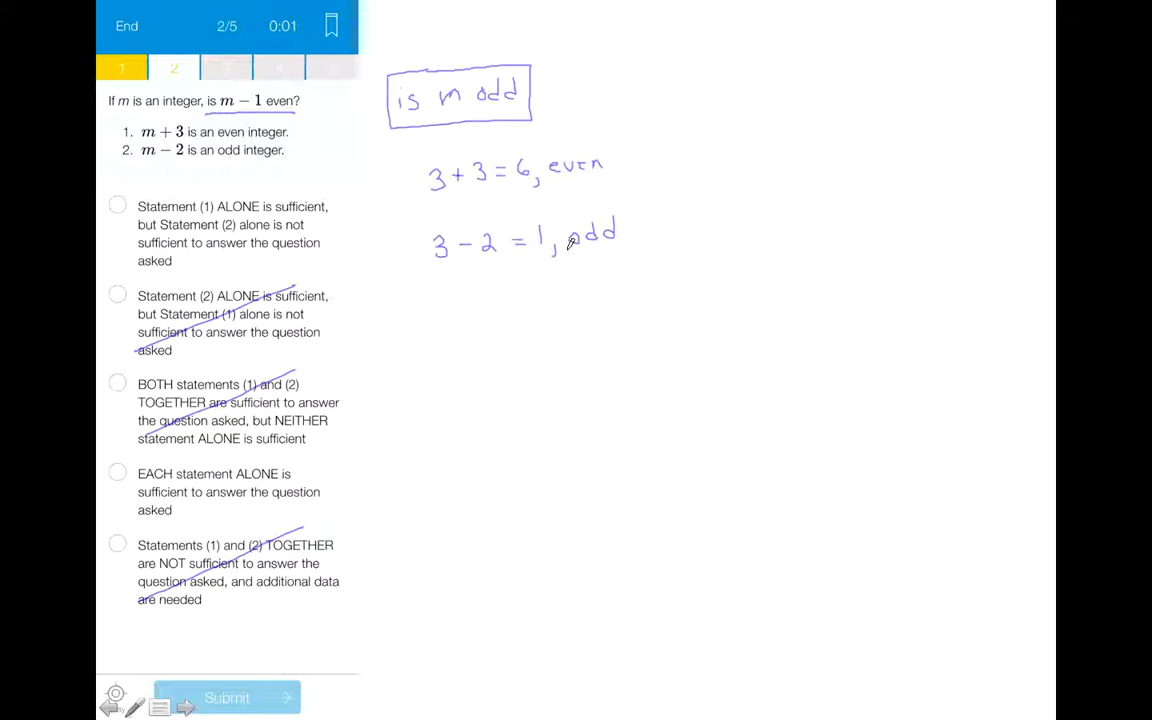 End 2/5 0:01
1 2
If m is an integer, is m − 1 even?
1. m + 3 is an even integer.
2. m − 2 is an odd integer.
Statement (1) ALONE is sufficient,
but Statement (2) alone is not
sufficient to answer the question
asked
Statement (2) ALONE is sufficient,
but Statement (1) alone is not
sufficient to answer the question
asked
BOTH statements (1) and (2)
TOGETHER are sufficient to answer
the question asked, but NEITHER
statement ALONE is sufficient
EACH statement ALONE is
sufficient to answer the question
asked
Statements (1) and (2) TOGETHER
are NOT sufficient to answer the
question asked, and additional data
are needed
Submit
is m odd
3 + 3 = 6, even
3 − 2 = 1, odd